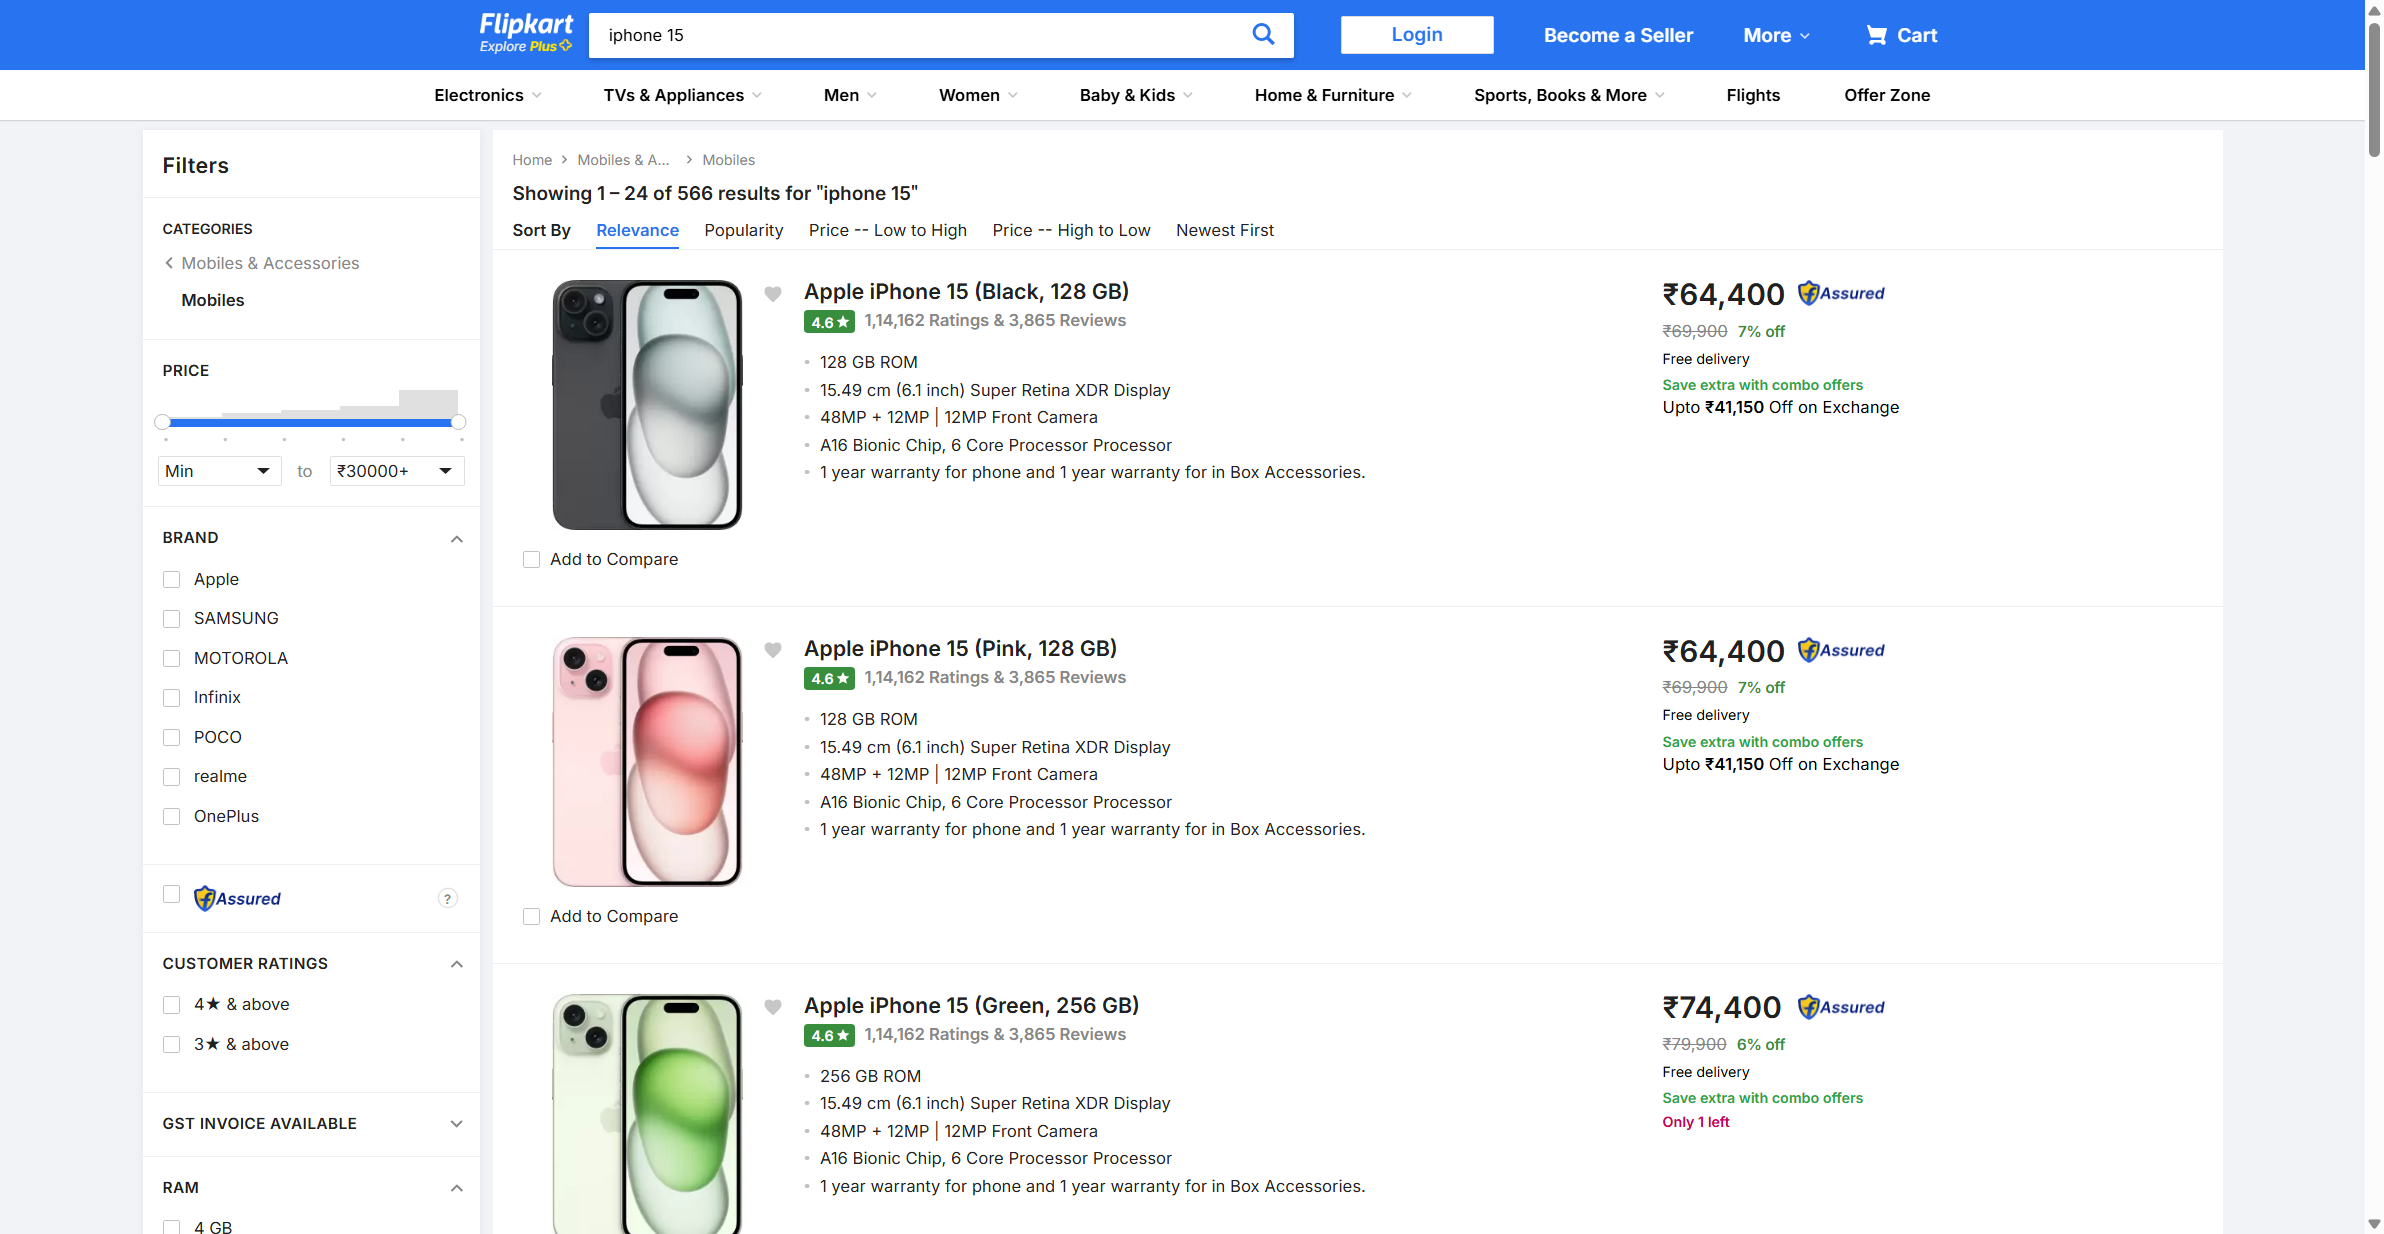 Flipkart
Explore Plus
iphone 15
Login
Become a Seller
More
Cart
Electronics
TVs & Appliances
Men
Women
Baby & Kids
Home & Furniture
Sports, Books & More
Flights
Offer Zone
Filters
CATEGORIES
Mobiles & Accessories
Mobiles
PRICE
Min
to
₹30000+
BRAND
Apple
SAMSUNG
MOTOROLA
Infinix
POCO
realme
OnePlus
Assured
?
CUSTOMER RATINGS
4★ & above
3★ & above
GST INVOICE AVAILABLE
RAM
4 GB
Home
Mobiles & A...
Mobiles
Showing 1 – 24 of 566 results for "iphone 15"
Sort By
Relevance
Popularity
Price -- Low to High
Price -- High to Low
Newest First
Apple iPhone 15 (Black, 128 GB)
4.6★ 1,14,162 Ratings & 3,865 Reviews
128 GB ROM
15.49 cm (6.1 inch) Super Retina XDR Display
48MP + 12MP | 12MP Front Camera
A16 Bionic Chip, 6 Core Processor Processor
1 year warranty for phone and 1 year warranty for in Box Accessories.
₹64,400 Assured
₹69,900 7% off
Free delivery
Save extra with combo offers
Upto ₹41,150 Off on Exchange
Add to Compare
Apple iPhone 15 (Pink, 128 GB)
4.6★ 1,14,162 Ratings & 3,865 Reviews
128 GB ROM
15.49 cm (6.1 inch) Super Retina XDR Display
48MP + 12MP | 12MP Front Camera
A16 Bionic Chip, 6 Core Processor Processor
1 year warranty for phone and 1 year warranty for in Box Accessories.
₹64,400 Assured
₹69,900 7% off
Free delivery
Save extra with combo offers
Upto ₹41,150 Off on Exchange
Add to Compare
Apple iPhone 15 (Green, 256 GB)
4.6★ 1,14,162 Ratings & 3,865 Reviews
256 GB ROM
15.49 cm (6.1 inch) Super Retina XDR Display
48MP + 12MP | 12MP Front Camera
A16 Bionic Chip, 6 Core Processor Processor
1 year warranty for phone and 1 year warranty for in Box Accessories.
₹74,400 Assured
₹79,900 6% off
Free delivery
Save extra with combo offers
Only 1 left